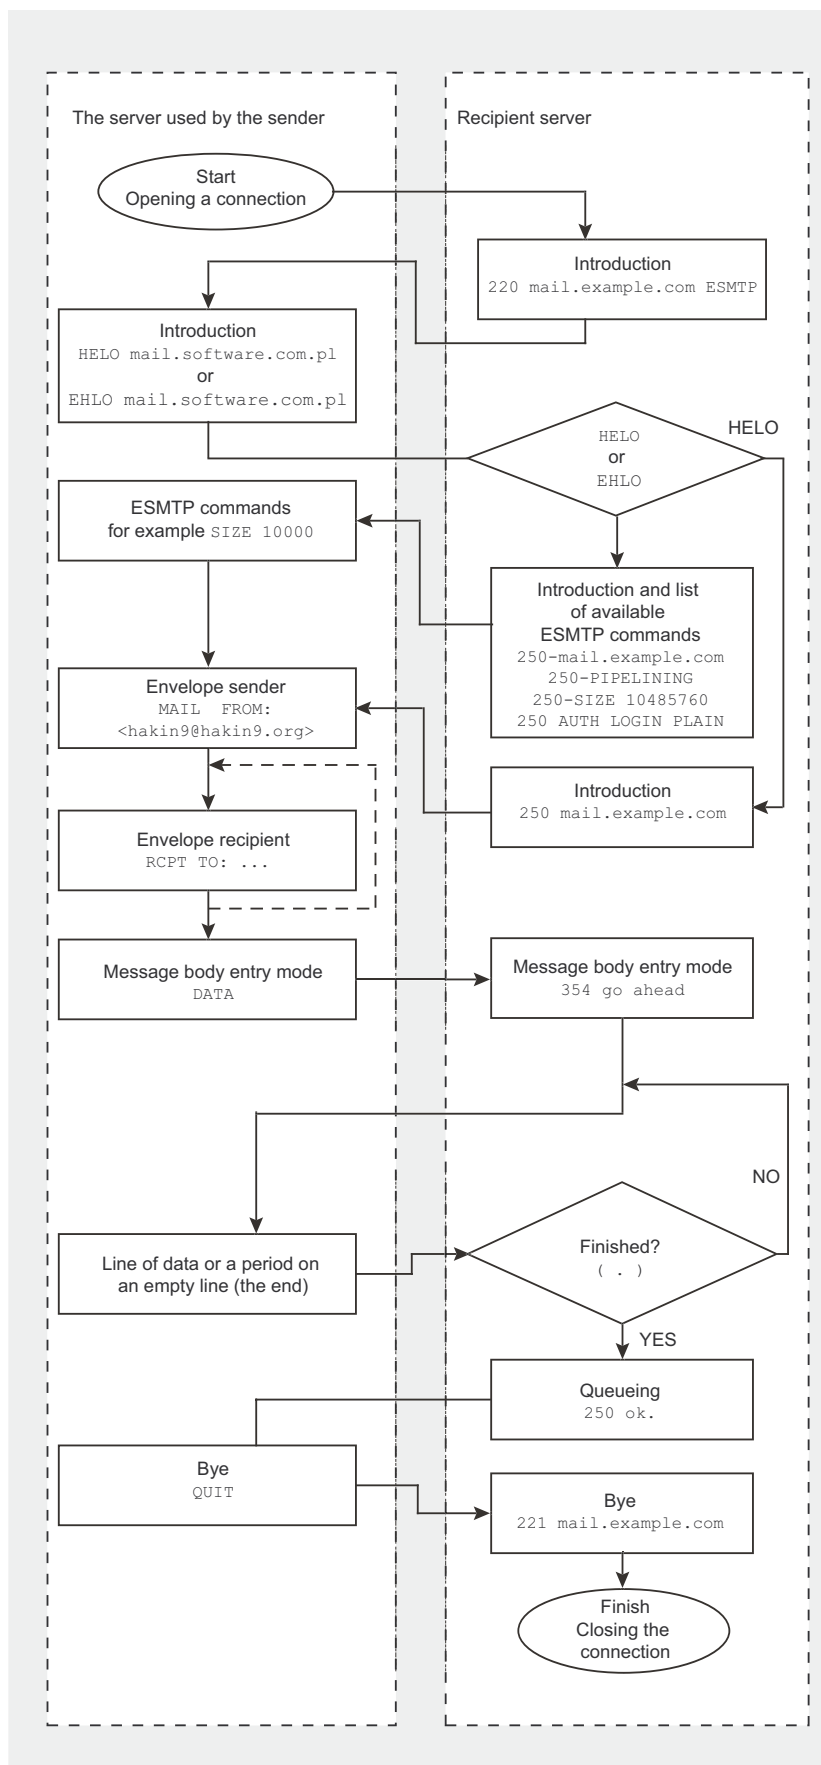 The server used by the sender
Recipient server
Start
Opening a connection
Introduction
220 mail.example.com ESMTP
Introduction
HELO mail.software.com.pl
or
EHLO mail.software.com.pl
HELO
or
EHLO
HELO
ESMTP commands
for example SIZE 10000
Introduction and list
of available
ESMTP commands
250-mail.example.com
250-PIPELINING
250-SIZE 10485760
250 AUTH LOGIN PLAIN
Envelope sender
MAIL FROM:
<hakin9@hakin9.org>
Introduction
250 mail.example.com
Envelope recipient
RCPT TO: ...
Message body entry mode
DATA
Message body entry mode
354 go ahead
NO
Line of data or a period on
an empty line (the end)
Finished?
( . )
YES
Queueing
250 ok.
Bye
QUIT
Bye
221 mail.example.com
Finish
Closing the
connection